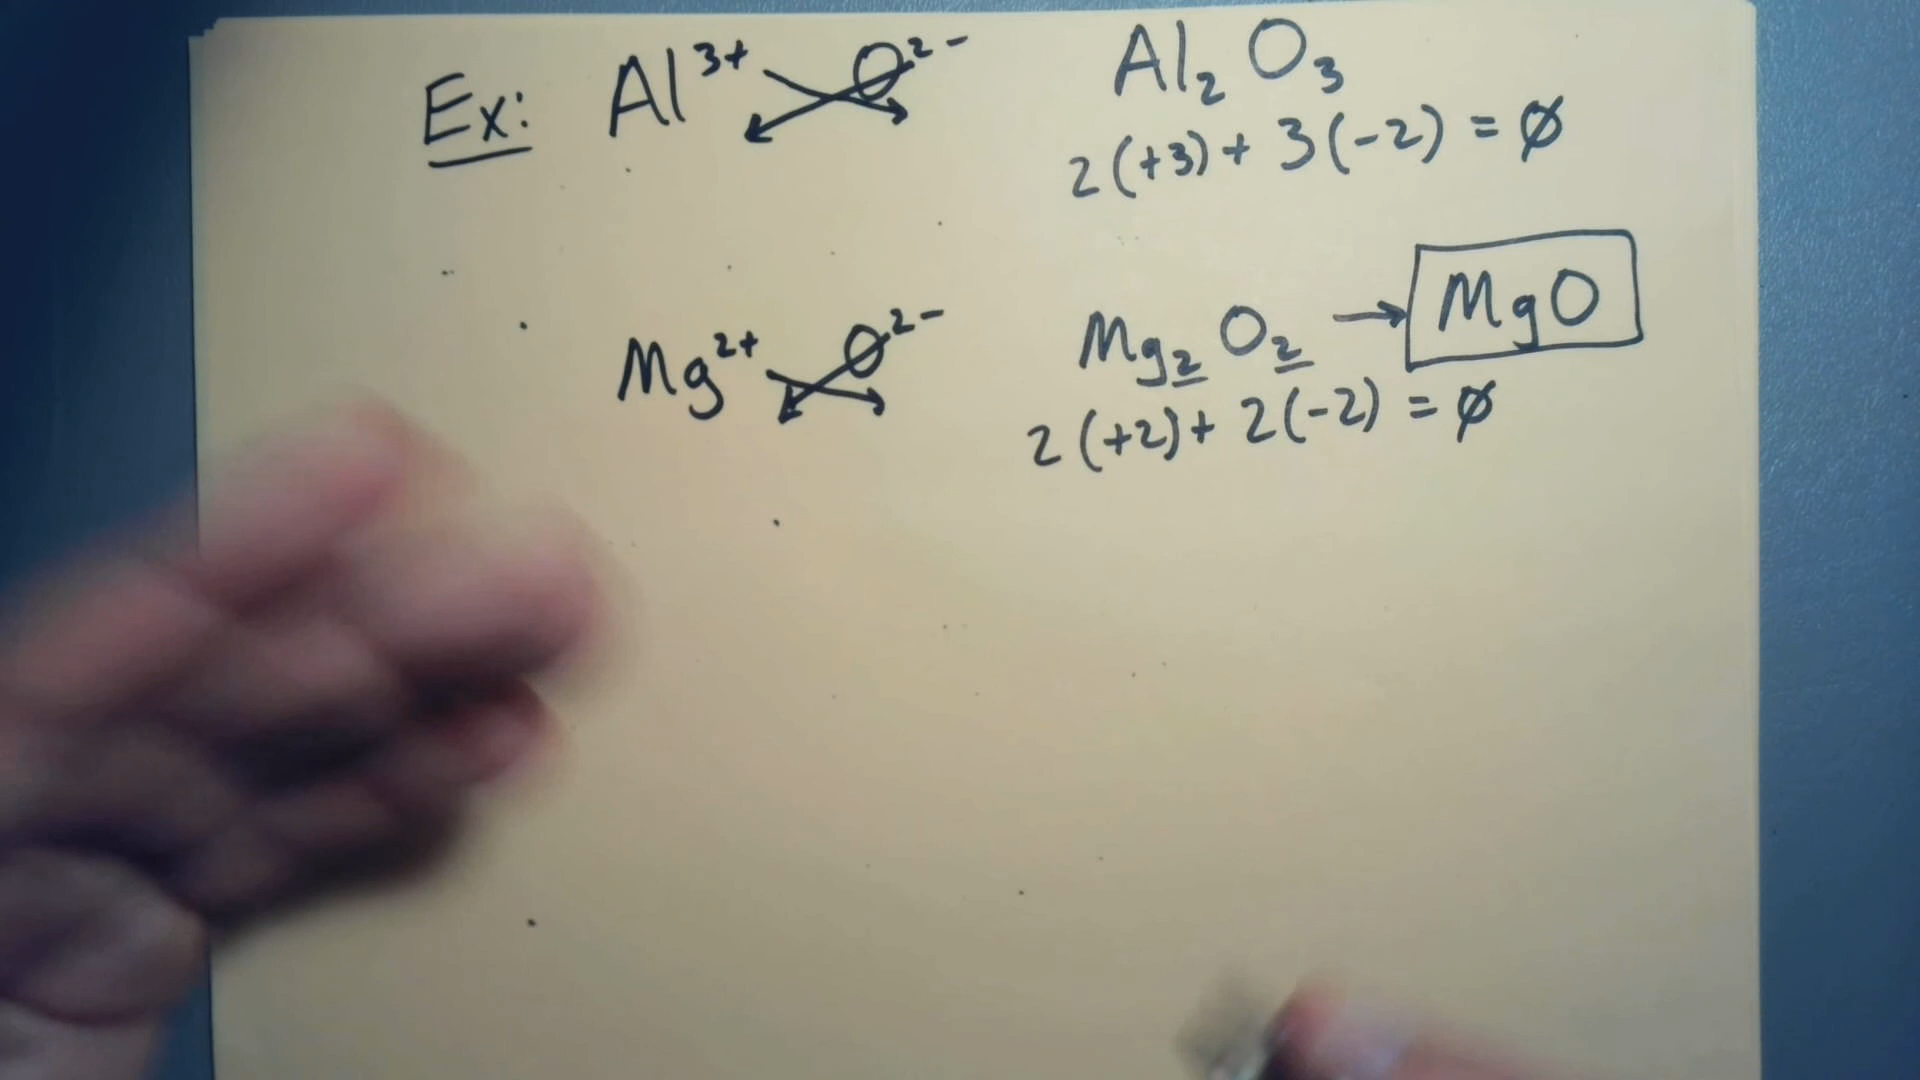 Ex: Al³⁺ O²⁻ Al₂O₃
2(+3) + 3(-2) = ∅
Mg²⁺ O²⁻ Mg₂O₂ → MgO
2(+2) + 2(-2) = ∅